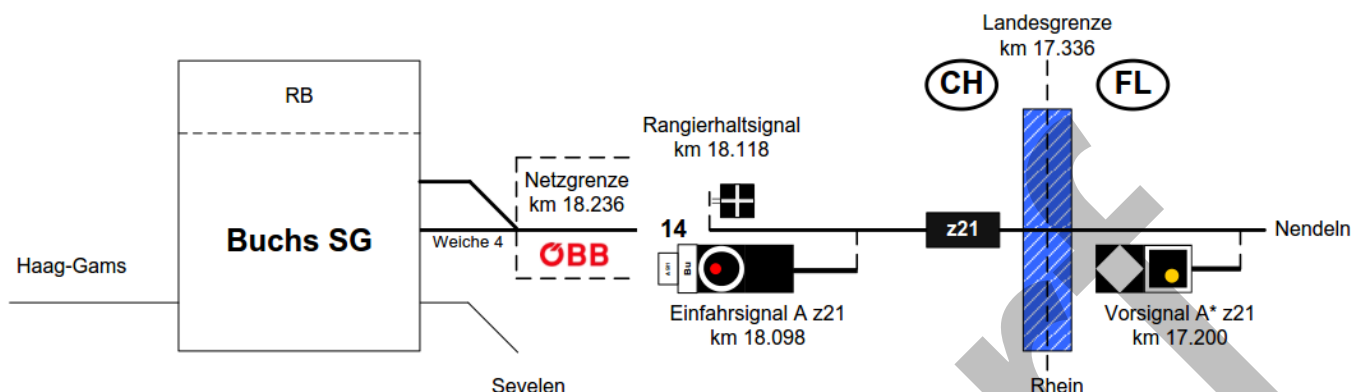 Landesgrenze
km 17.336
CH
FL
RB
Rangierhaltsignal
km 18.118
Netzgrenze
km 18.236
Buchs SG
Weiche 4
ÖBB
14
z21
Nendeln
Bu
Haag-Gams
Einfahrsignal A z21
km 18.098
Vorsignal A* z21
km 17.200
Sevelen
Rhein